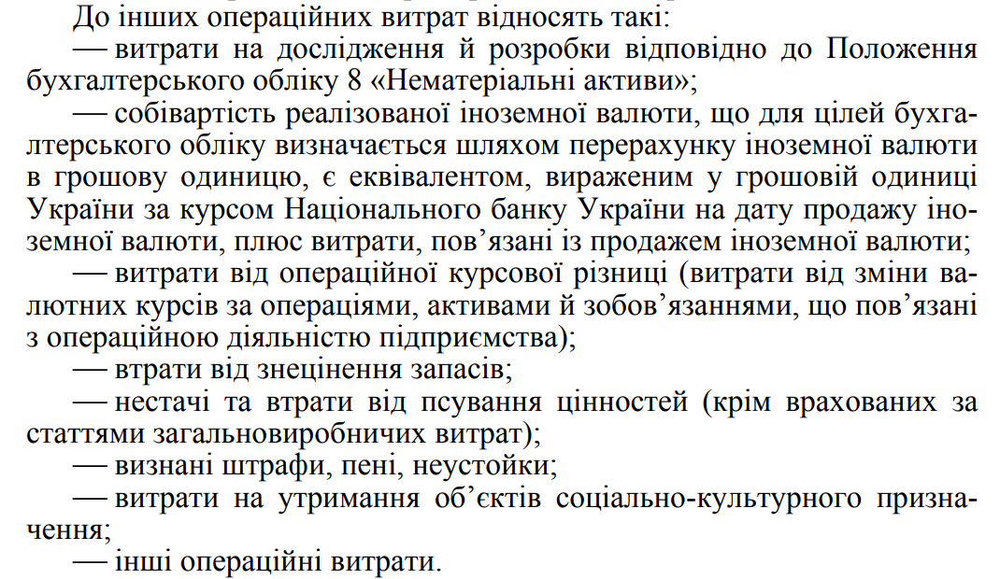 До інших операційних витрат відносять такі:
— витрати на дослідження й розробки відповідно до Положення
бухгалтерського обліку 8 «Нематеріальні активи»;
— собівартість реалізованої іноземної валюти, що для цілей бухга-
лтерського обліку визначається шляхом перерахунку іноземної валюти
в грошову одиницю, є еквівалентом, вираженим у грошовій одиниці
України за курсом Національного банку України на дату продажу іно-
земної валюти, плюс витрати, пов’язані із продажем іноземної валюти;
— витрати від операційної курсової різниці (витрати від зміни ва-
лютних курсів за операціями, активами й зобов’язаннями, що пов’язані
з операційною діяльністю підприємства);
— втрати від знецінення запасів;
— нестачі та втрати від псування цінностей (крім врахованих за
статтями загальновиробничих витрат);
— визнані штрафи, пені, неустойки;
— витрати на утримання об’єктів соціально-культурного призна-
чення;
— інші операційні витрати.